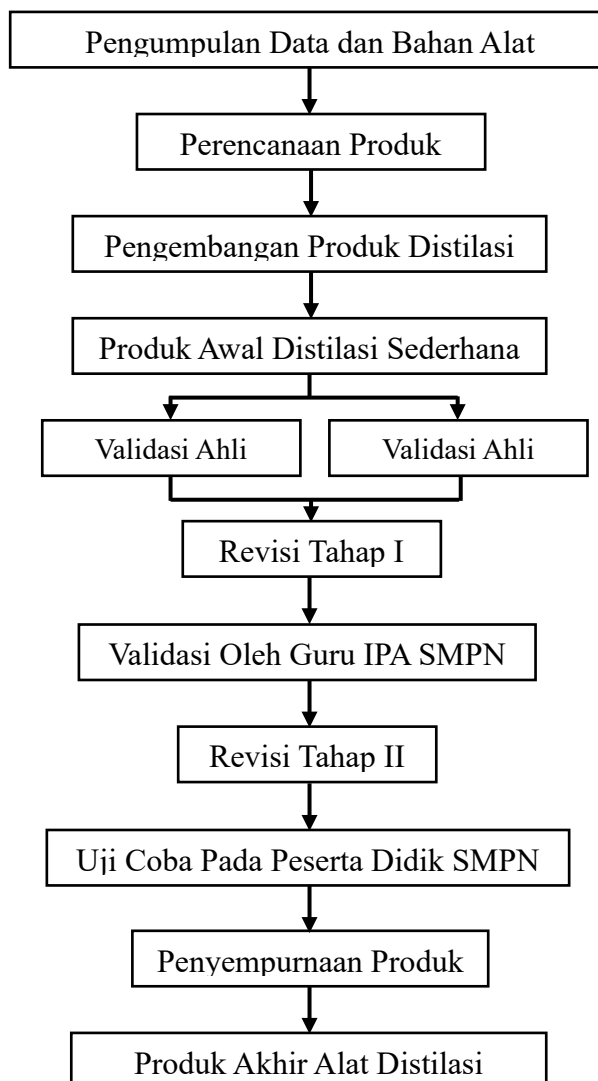 Pengumpulan Data dan Bahan Alat
Perencanaan Produk
Pengembangan Produk Distilasi
Produk Awal Distilasi Sederhana
Validasi Ahli
Validasi Ahli
Revisi Tahap I
Validasi Oleh Guru IPA SMPN
Revisi Tahap II
Uji Coba Pada Peserta Didik SMPN
Penyempurnaan Produk
Produk Akhir Alat Distilasi